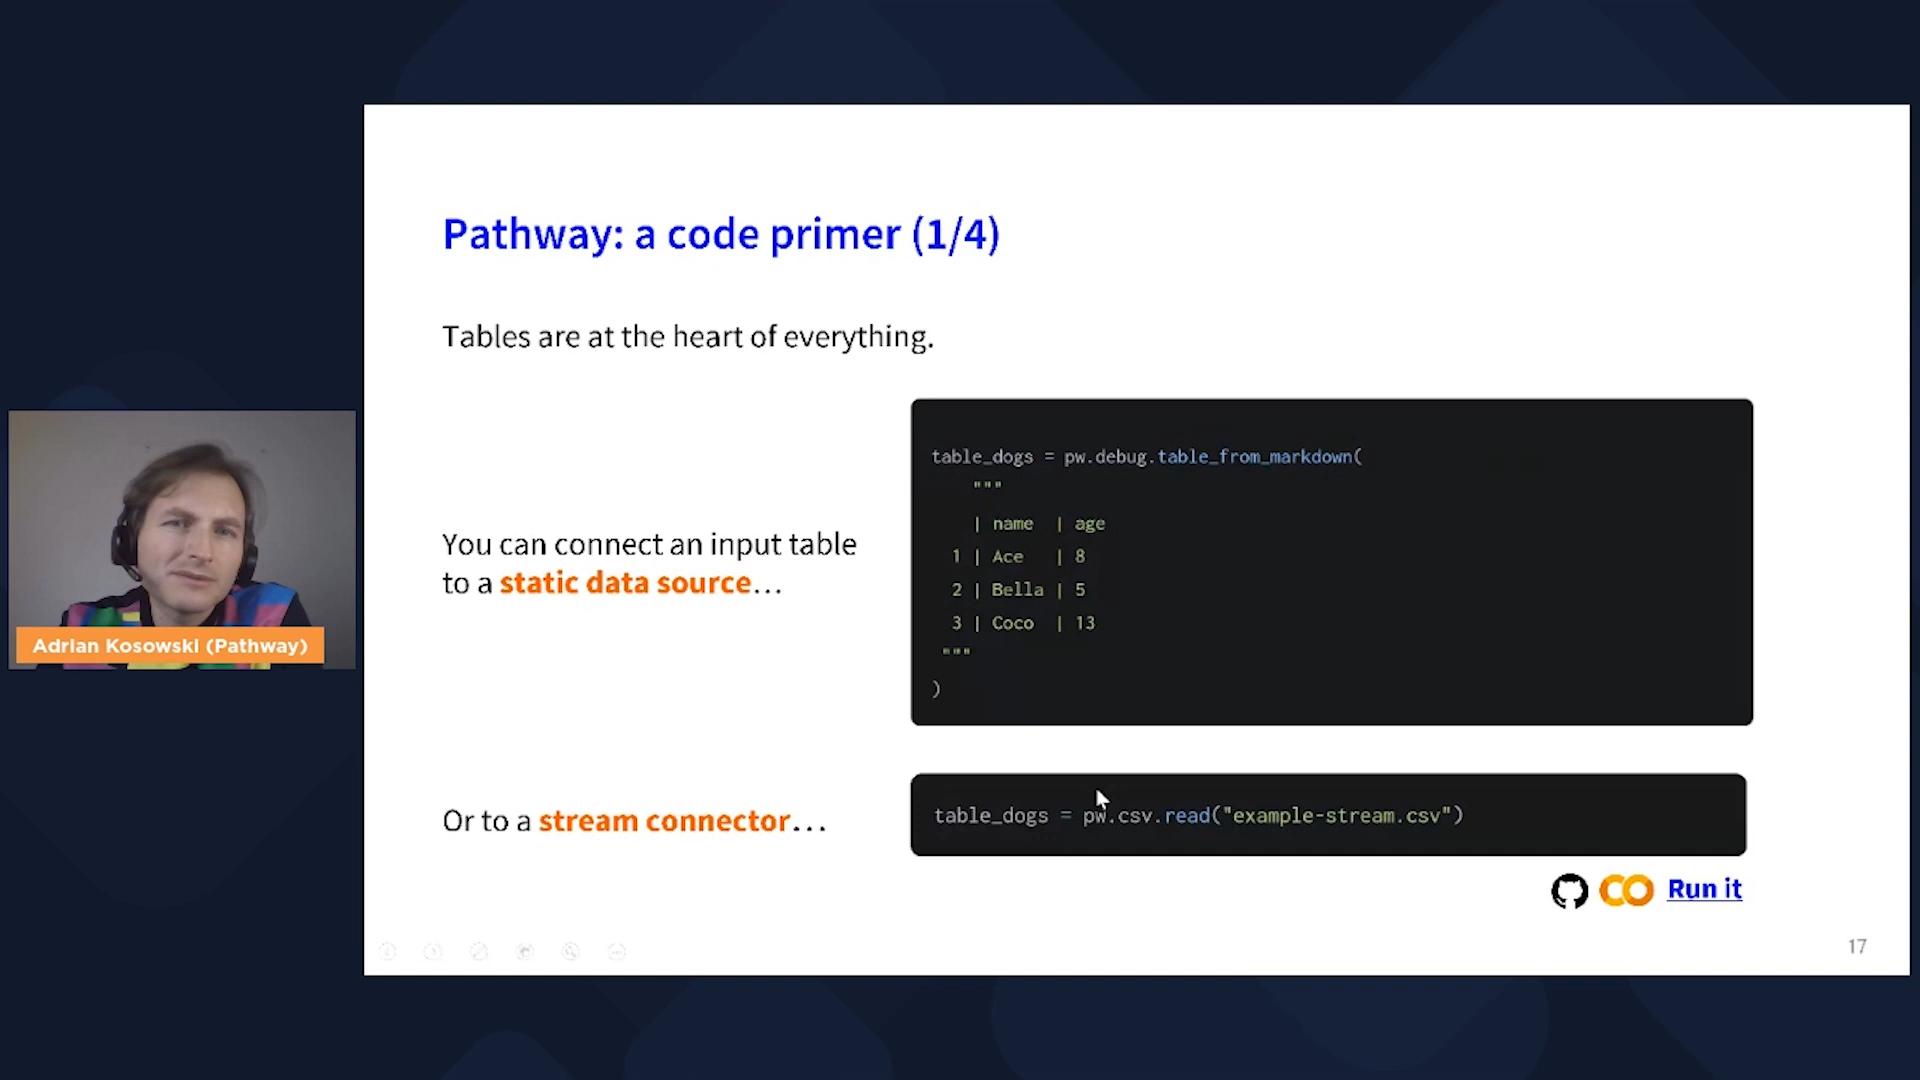 Pathway: a code primer (1/4)
Tables are at the heart of everything.
You can connect an input table
to a static data source...
table_dogs = pw.debug.table_from_markdown(
"""
| name | age
1 | Ace | 8
2 | Bella | 5
3 | Coco | 13
"""
)
Or to a stream connector...
table_dogs = pw.csv.read("example-stream.csv")
Run it
17
Adrian Kosowski (Pathway)